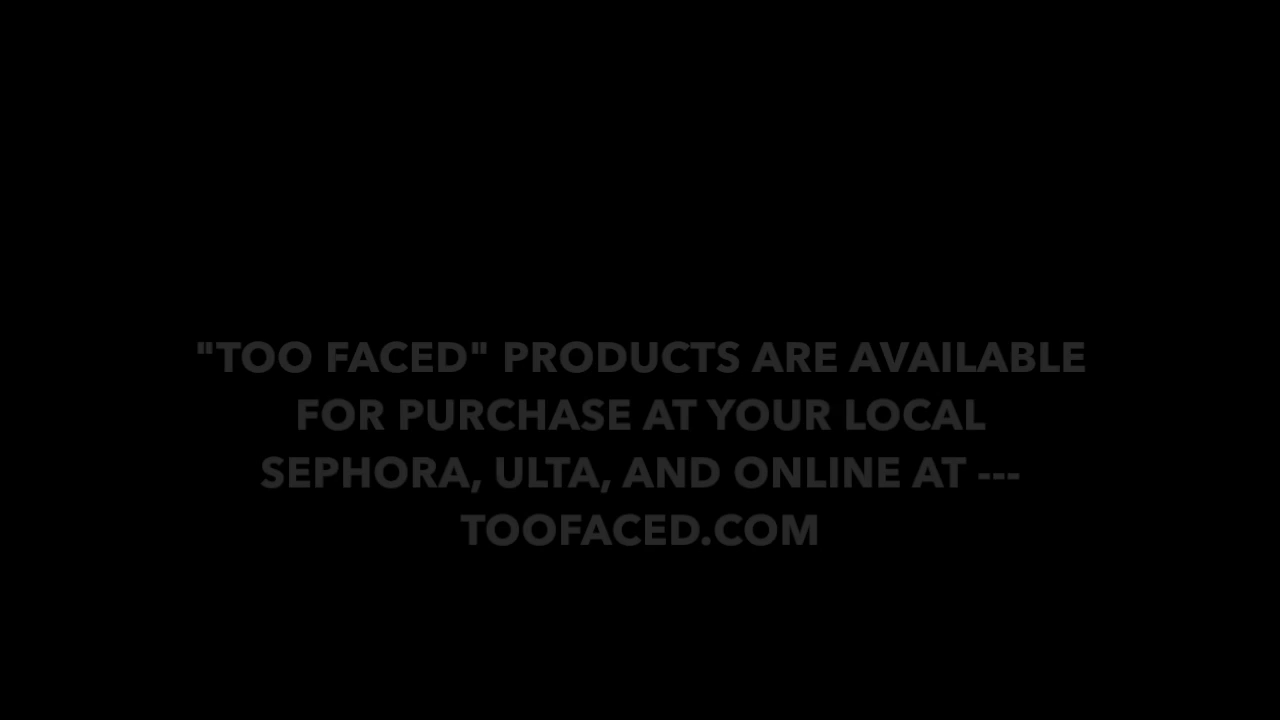 "TOO FACED" PRODUCTS ARE AVAILABLE
FOR PURCHASE AT YOUR LOCAL
SEPHORA, ULTA, AND ONLINE AT ---
TOOFACED.COM